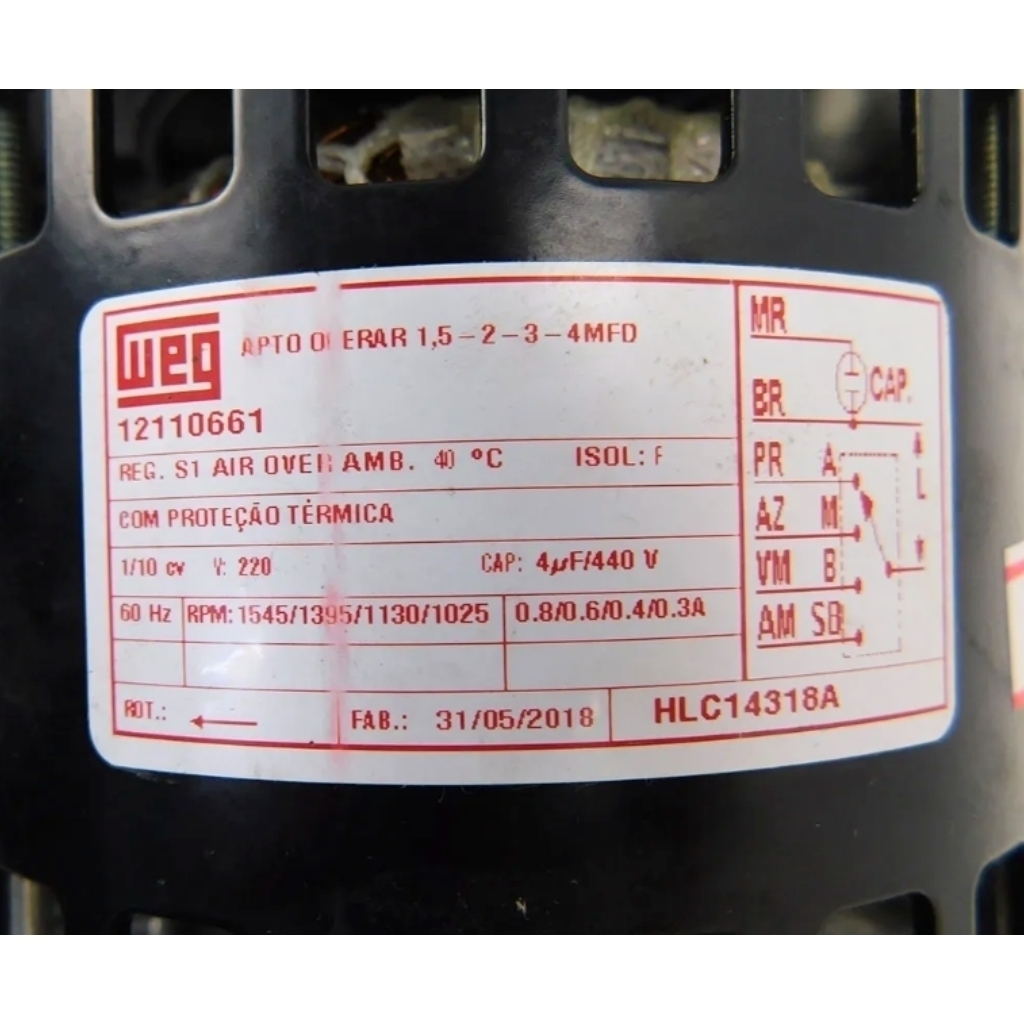 weg
APTO OPERAR 1,5-2-3-4MFD
12110661
REG. S1 AIR OVER AMB. 40 °C ISOL: F
COM PROTEÇÃO TÉRMICA
1/10 cv V: 220 CAP: 4µF/440 V
60 Hz RPM: 1545/1395/1130/1025 0.8/0.6/0.4/0.3A
ROT.: ← FAB.: 31/05/2018 HLC14318A
MR
CAP.
BR
PR A
L
AZ M
VM B
AM SB